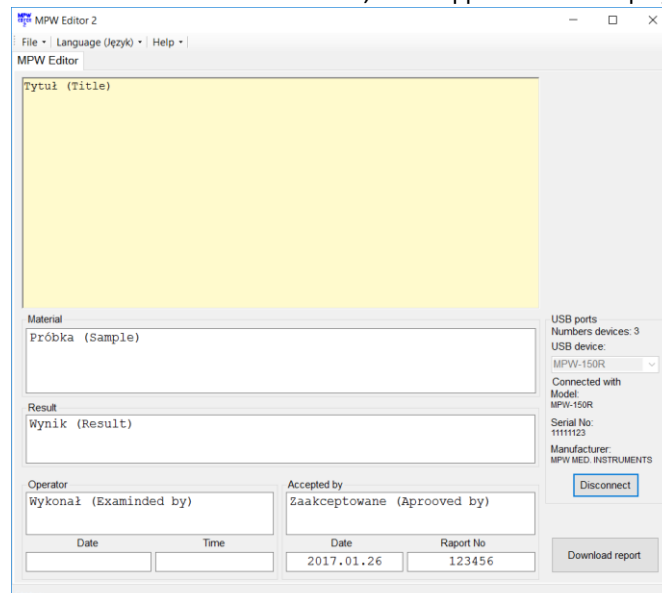 MPW Editor 2
File Language (Język) Help
MPW Editor
Tytuł (Title)
Material
Próbka (Sample)
Result
Wynik (Result)
Operator
Wykonał (Examinded by)
Accepted by
Zaakceptowane (Aprooved by)
Date Time
Date Raport No
2017.01.26 123456
USB ports
Numbers devices: 3
USB device:
MPW-150R
Connected with
Model:
MPW-150R
Serial No:
11111123
Manufacturer:
MPW MED. INSTRUMENTS
Disconnect
Download report